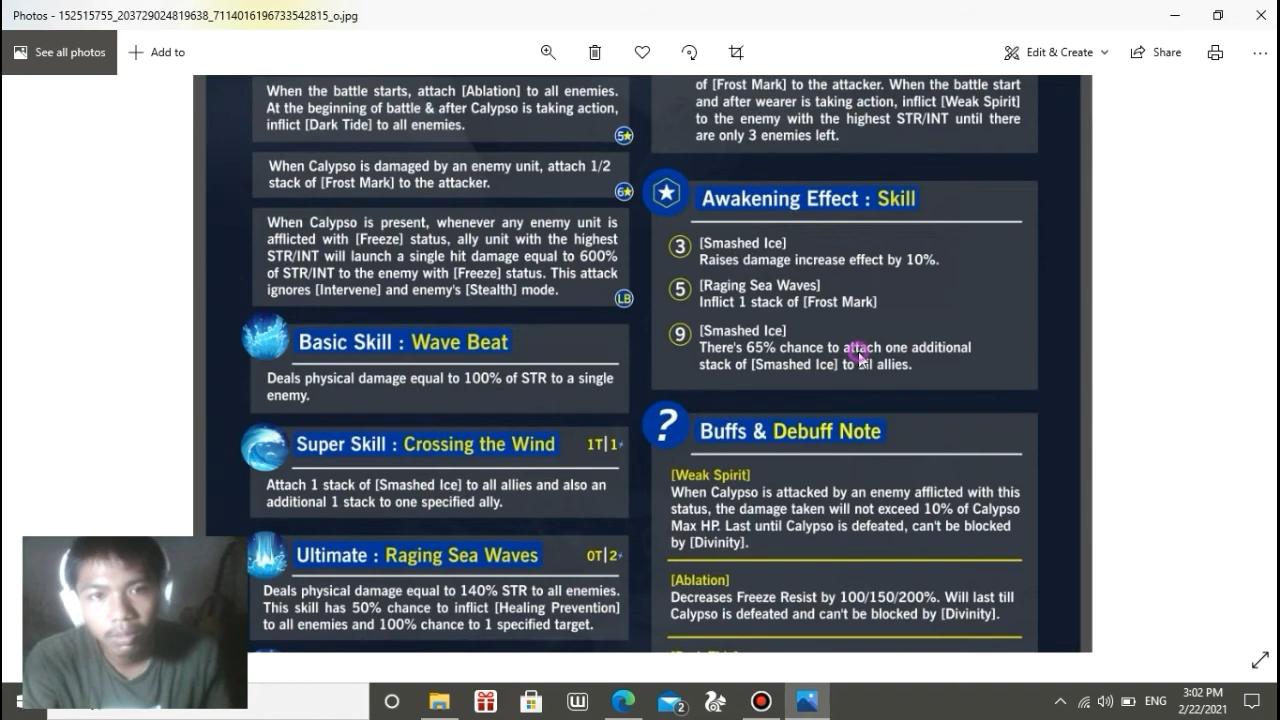 Photos - 152515755_203729024819638_7114016196733542815_o.jpg
See all photos
Add to
Edit & Create
Share
When the battle starts, attach [Ablation] to all enemies.
At the beginning of battle & after Calypso is taking action,
inflict [Dark Tide] to all enemies.
5★
When Calypso is damaged by an enemy unit, attach 1/2
stack of [Frost Mark] to the attacker.
6★
When Calypso is present, whenever any enemy unit is
afflicted with [Freeze] status, ally unit with the highest
STR/INT will launch a single hit damage equal to 600%
of STR/INT to the enemy with [Freeze] status. This attack
ignores [Intervene] and enemy's [Stealth] mode.
LB
Basic Skill : Wave Beat
Deals physical damage equal to 100% of STR to a single
enemy.
Super Skill : Crossing the Wind 1T|1
Attach 1 stack of [Smashed Ice] to all allies and also an
additional 1 stack to one specified ally.
Ultimate : Raging Sea Waves 0T|2
Deals physical damage equal to 140% STR to all enemies.
This skill has 50% chance to inflict [Healing Prevention]
to all enemies and 100% chance to 1 specified target.
of [Frost Mark] to the attacker. When the battle start
and after wearer is taking action, inflict [Weak Spirit]
to the enemy with the highest STR/INT until there
are only 3 enemies left.
Awakening Effect : Skill
3 [Smashed Ice]
Raises damage increase effect by 10%.
5 [Raging Sea Waves]
Inflict 1 stack of [Frost Mark]
9 [Smashed Ice]
There's 65% chance to attach one additional
stack of [Smashed Ice] to all allies.
? Buffs & Debuff Note
[Weak Spirit]
When Calypso is attacked by an enemy afflicted with this
status, the damage taken will not exceed 10% of Calypso
Max HP. Last until Calypso is defeated, can't be blocked
by [Divinity].
[Ablation]
Decreases Freeze Resist by 100/150/200%. Will last till
Calypso is defeated and can't be blocked by [Divinity].
2
ENG
3:02 PM
2/22/2021